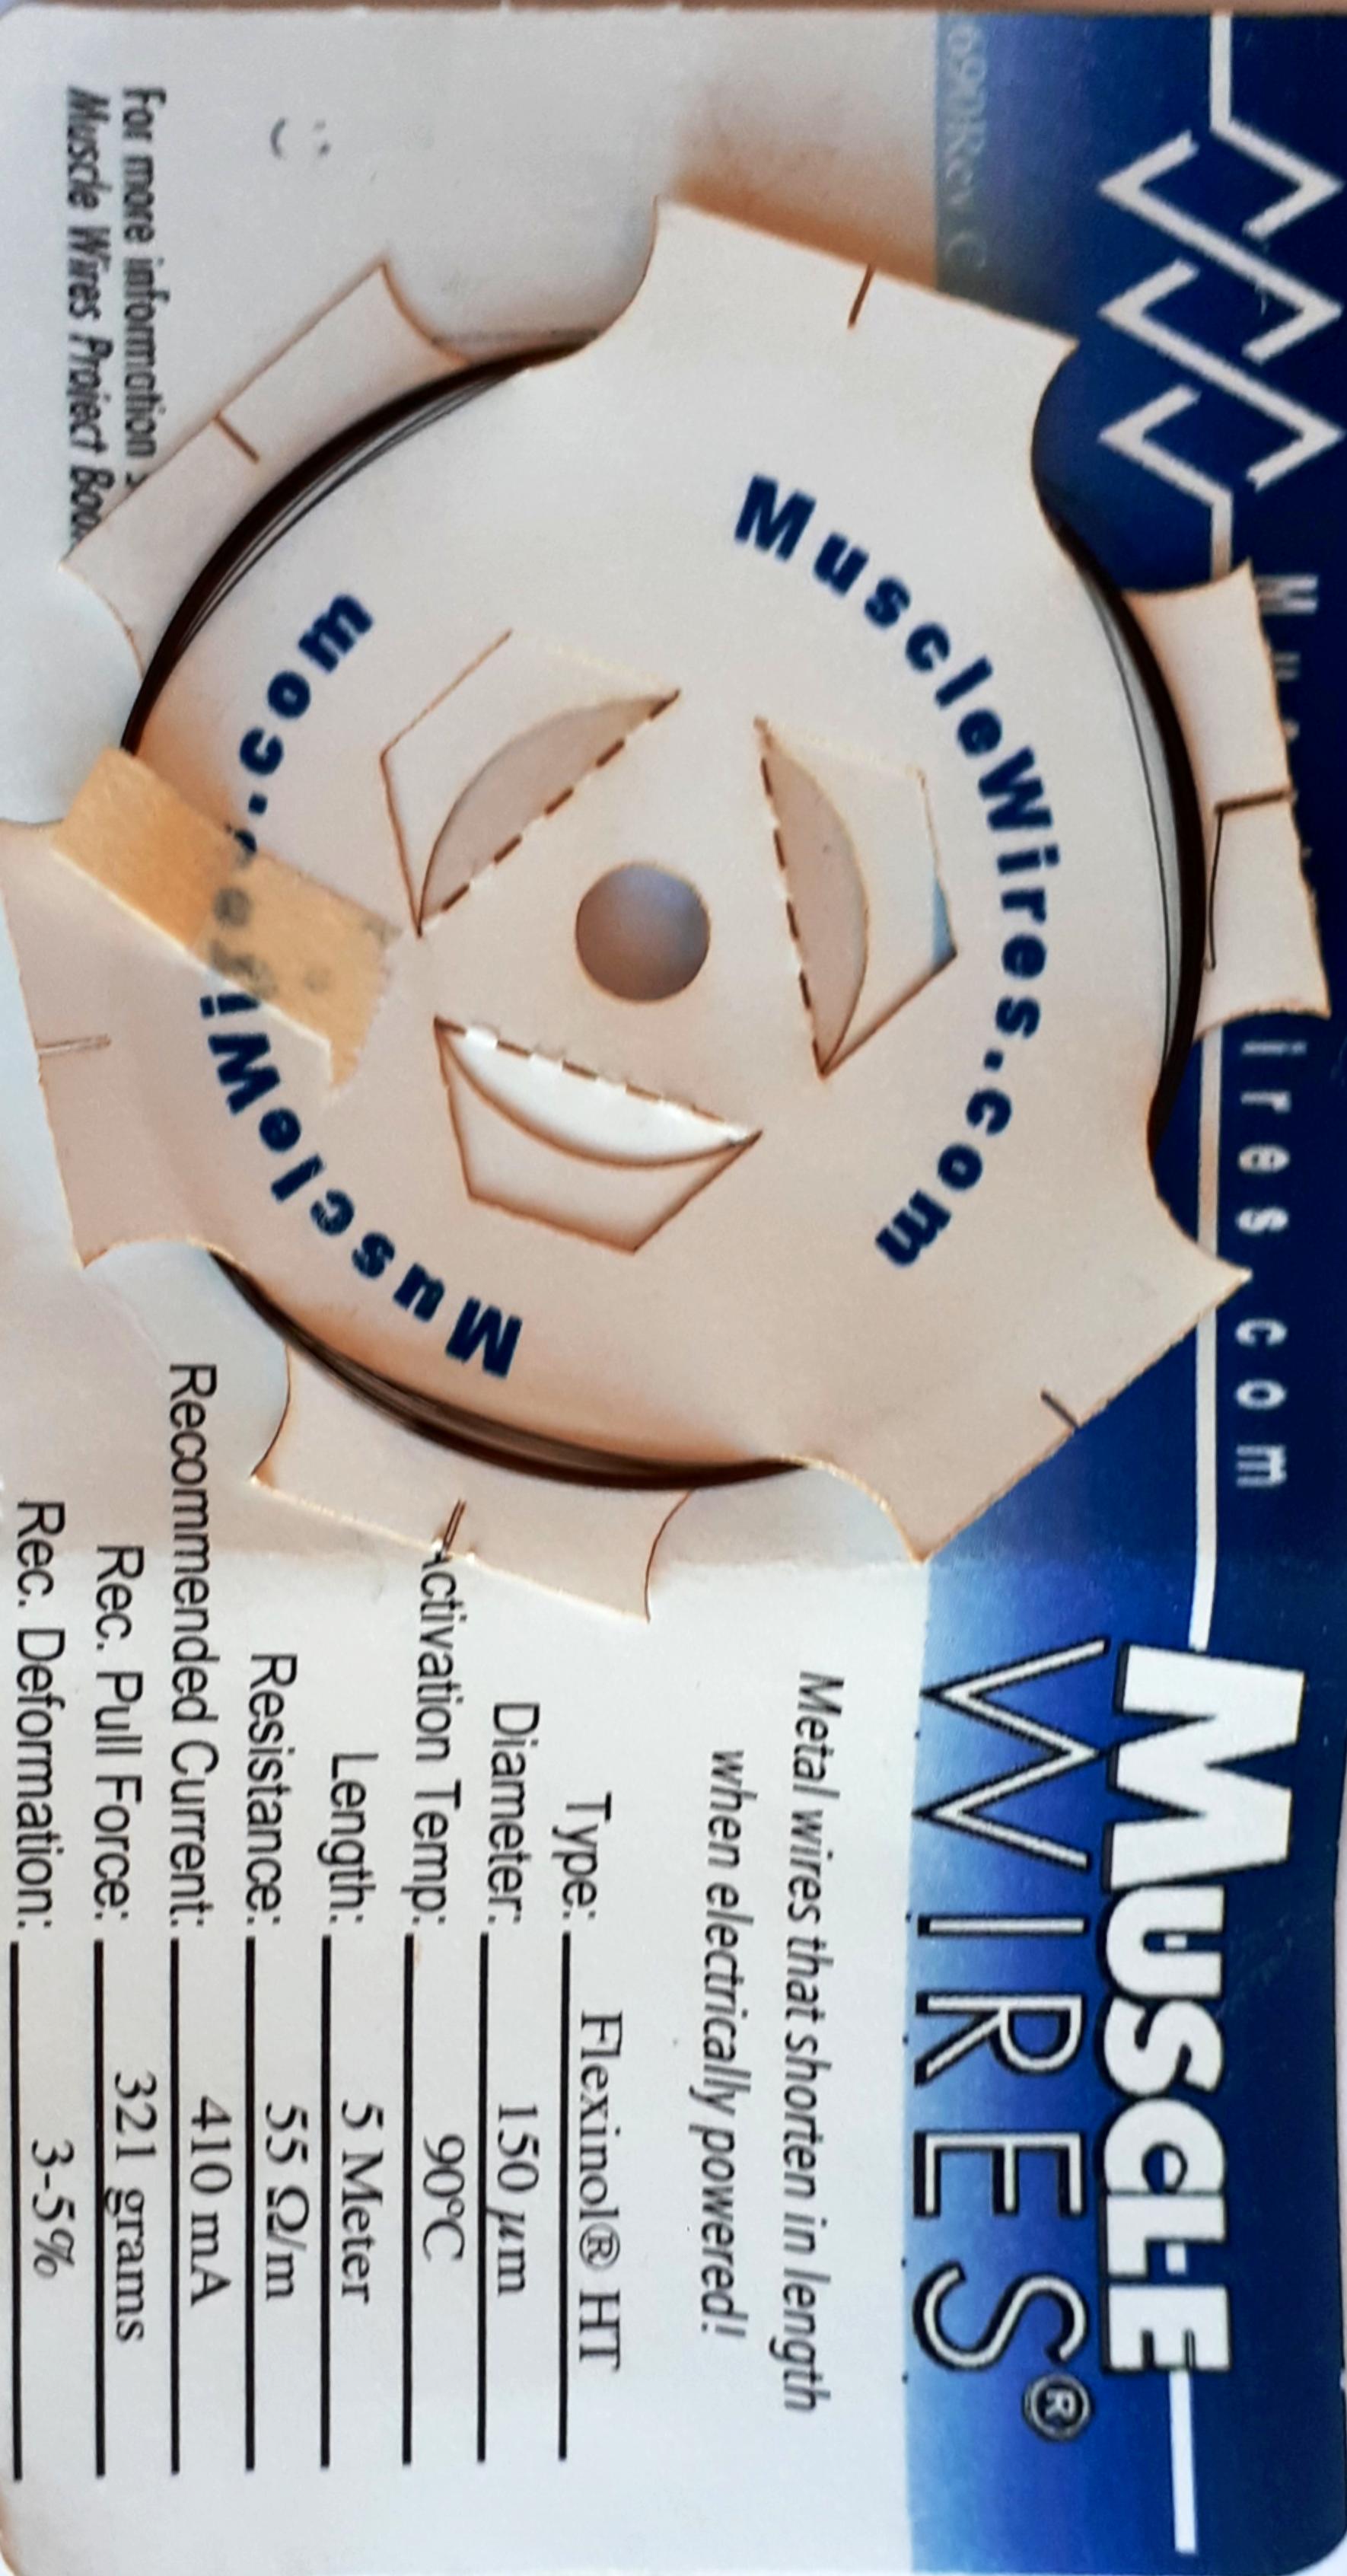 690Rev C
MuscleWires.com
MuscleWires.com
MUSCLE
WIRES®
Metal wires that shorten in length
when electrically powered!
Type: Flexinol® HT
Diameter: 150 µm
Activation Temp: 90°C
Length: 5 Meter
Resistance: 55 Ω/m
Recommended Current: 410 mA
Rec. Pull Force: 321 grams
Rec. Deformation: 3-5%
For more information
Muscle Wires Project